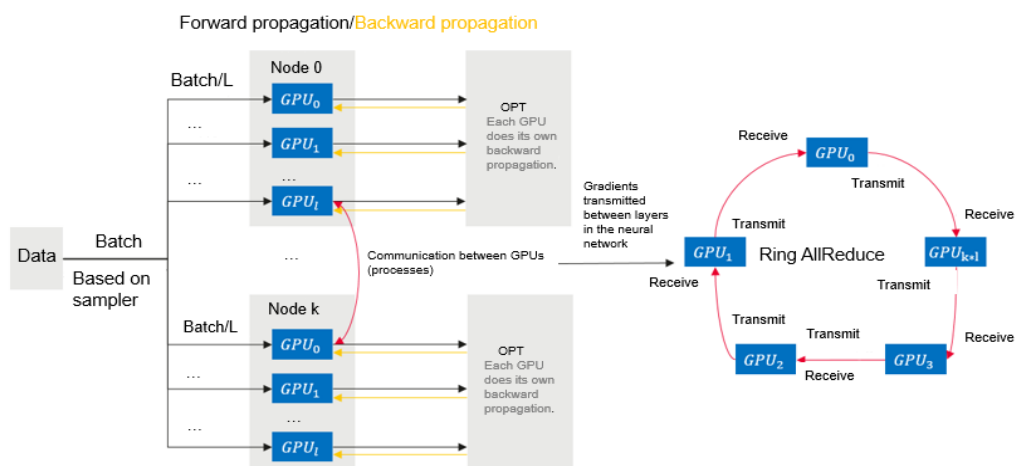 Forward propagation/Backward propagation
Data
Batch
Based on
sampler
Batch/L
...
...
Node 0
GPU₀
GPU₁
...
GPUₗ
OPT
Each GPU
does its own
backward
propagation.
...
Communication between GPUs
(processes)
Batch/L
...
...
Node k
GPU₀
GPU₁
...
GPUₗ
OPT
Each GPU
does its own
backward
propagation.
Gradients
transmitted
between layers
in the neural
network
Receive
GPU₀
Transmit
Receive
Transmit
GPU₁
Ring AllReduce
GPUₖ∗ₗ
Receive
Transmit
Transmit
Transmit
Receive
GPU₂
GPU₃
Receive